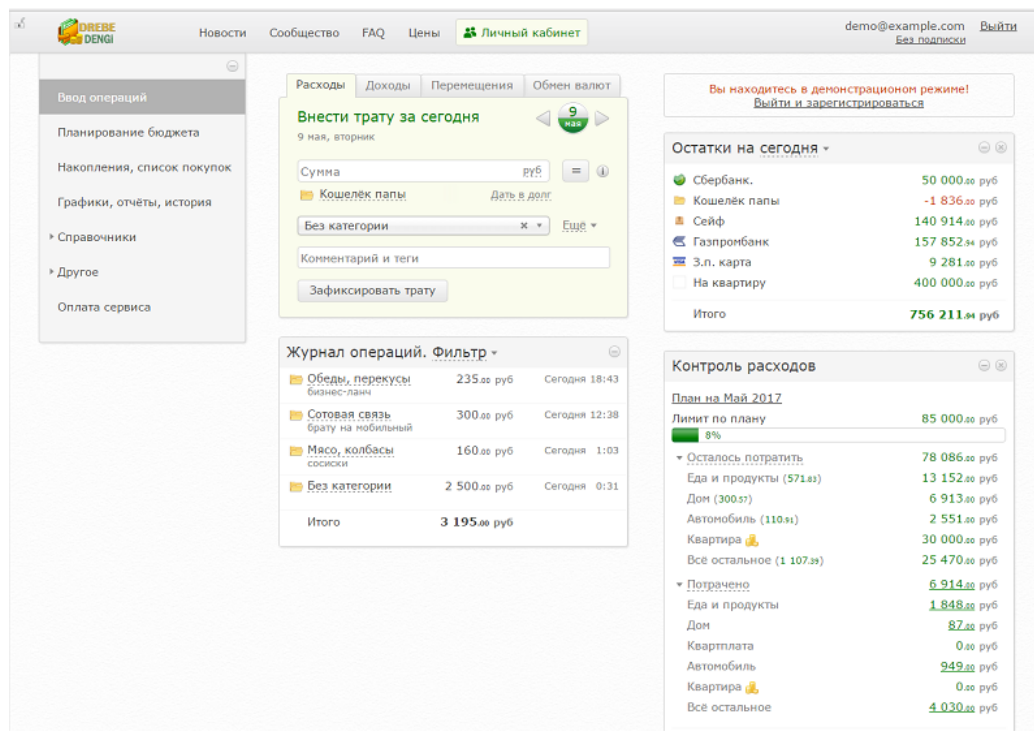 DREBE
DENGI
Новости Сообщество FAQ Цены Личный кабинет
demo@example.com Выйти
Без подписки
Ввод операций
Планирование бюджета
Накопления, список покупок
Графики, отчёты, история
Справочники
Другое
Оплата сервиса
Расходы Доходы Перемещения Обмен валют
Внести трату за сегодня
9 мая, вторник
9
мая
Сумма руб =
Кошелёк папы Дать в долг
Без категории Ещё
Комментарий и теги
Зафиксировать трату
Журнал операций. Фильтр
Обеды, перекусы 235.00 руб Сегодня 18:43
бизнес-ланч
Сотовая связь 300.00 руб Сегодня 12:38
брату на мобильный
Мясо, колбасы 160.00 руб Сегодня 1:03
сосиски
Без категории 2 500.00 руб Сегодня 0:31
Итого 3 195.00 руб
Вы находитесь в демонстрационом режиме!
Выйти и зарегистрироваться
Остатки на сегодня
Сбербанк. 50 000.00 руб
Кошелёк папы -1 836.00 руб
Сейф 140 914.00 руб
Газпромбанк 157 852.94 руб
З.п. карта 9 281.00 руб
На квартиру 400 000.00 руб
Итого 756 211.94 руб
Контроль расходов
План на Май 2017
Лимит по плану 85 000.00 руб
8%
Осталось потратить 78 086.00 руб
Еда и продукты (571.83) 13 152.00 руб
Дом (300.57) 6 913.00 руб
Автомобиль (110.91) 2 551.00 руб
Квартира 30 000.00 руб
Всё остальное (1 107.39) 25 470.00 руб
Потрачено 6 914.00 руб
Еда и продукты 1 848.00 руб
Дом 87.00 руб
Квартплата 0.00 руб
Автомобиль 949.00 руб
Квартира 0.00 руб
Всё остальное 4 030.00 руб